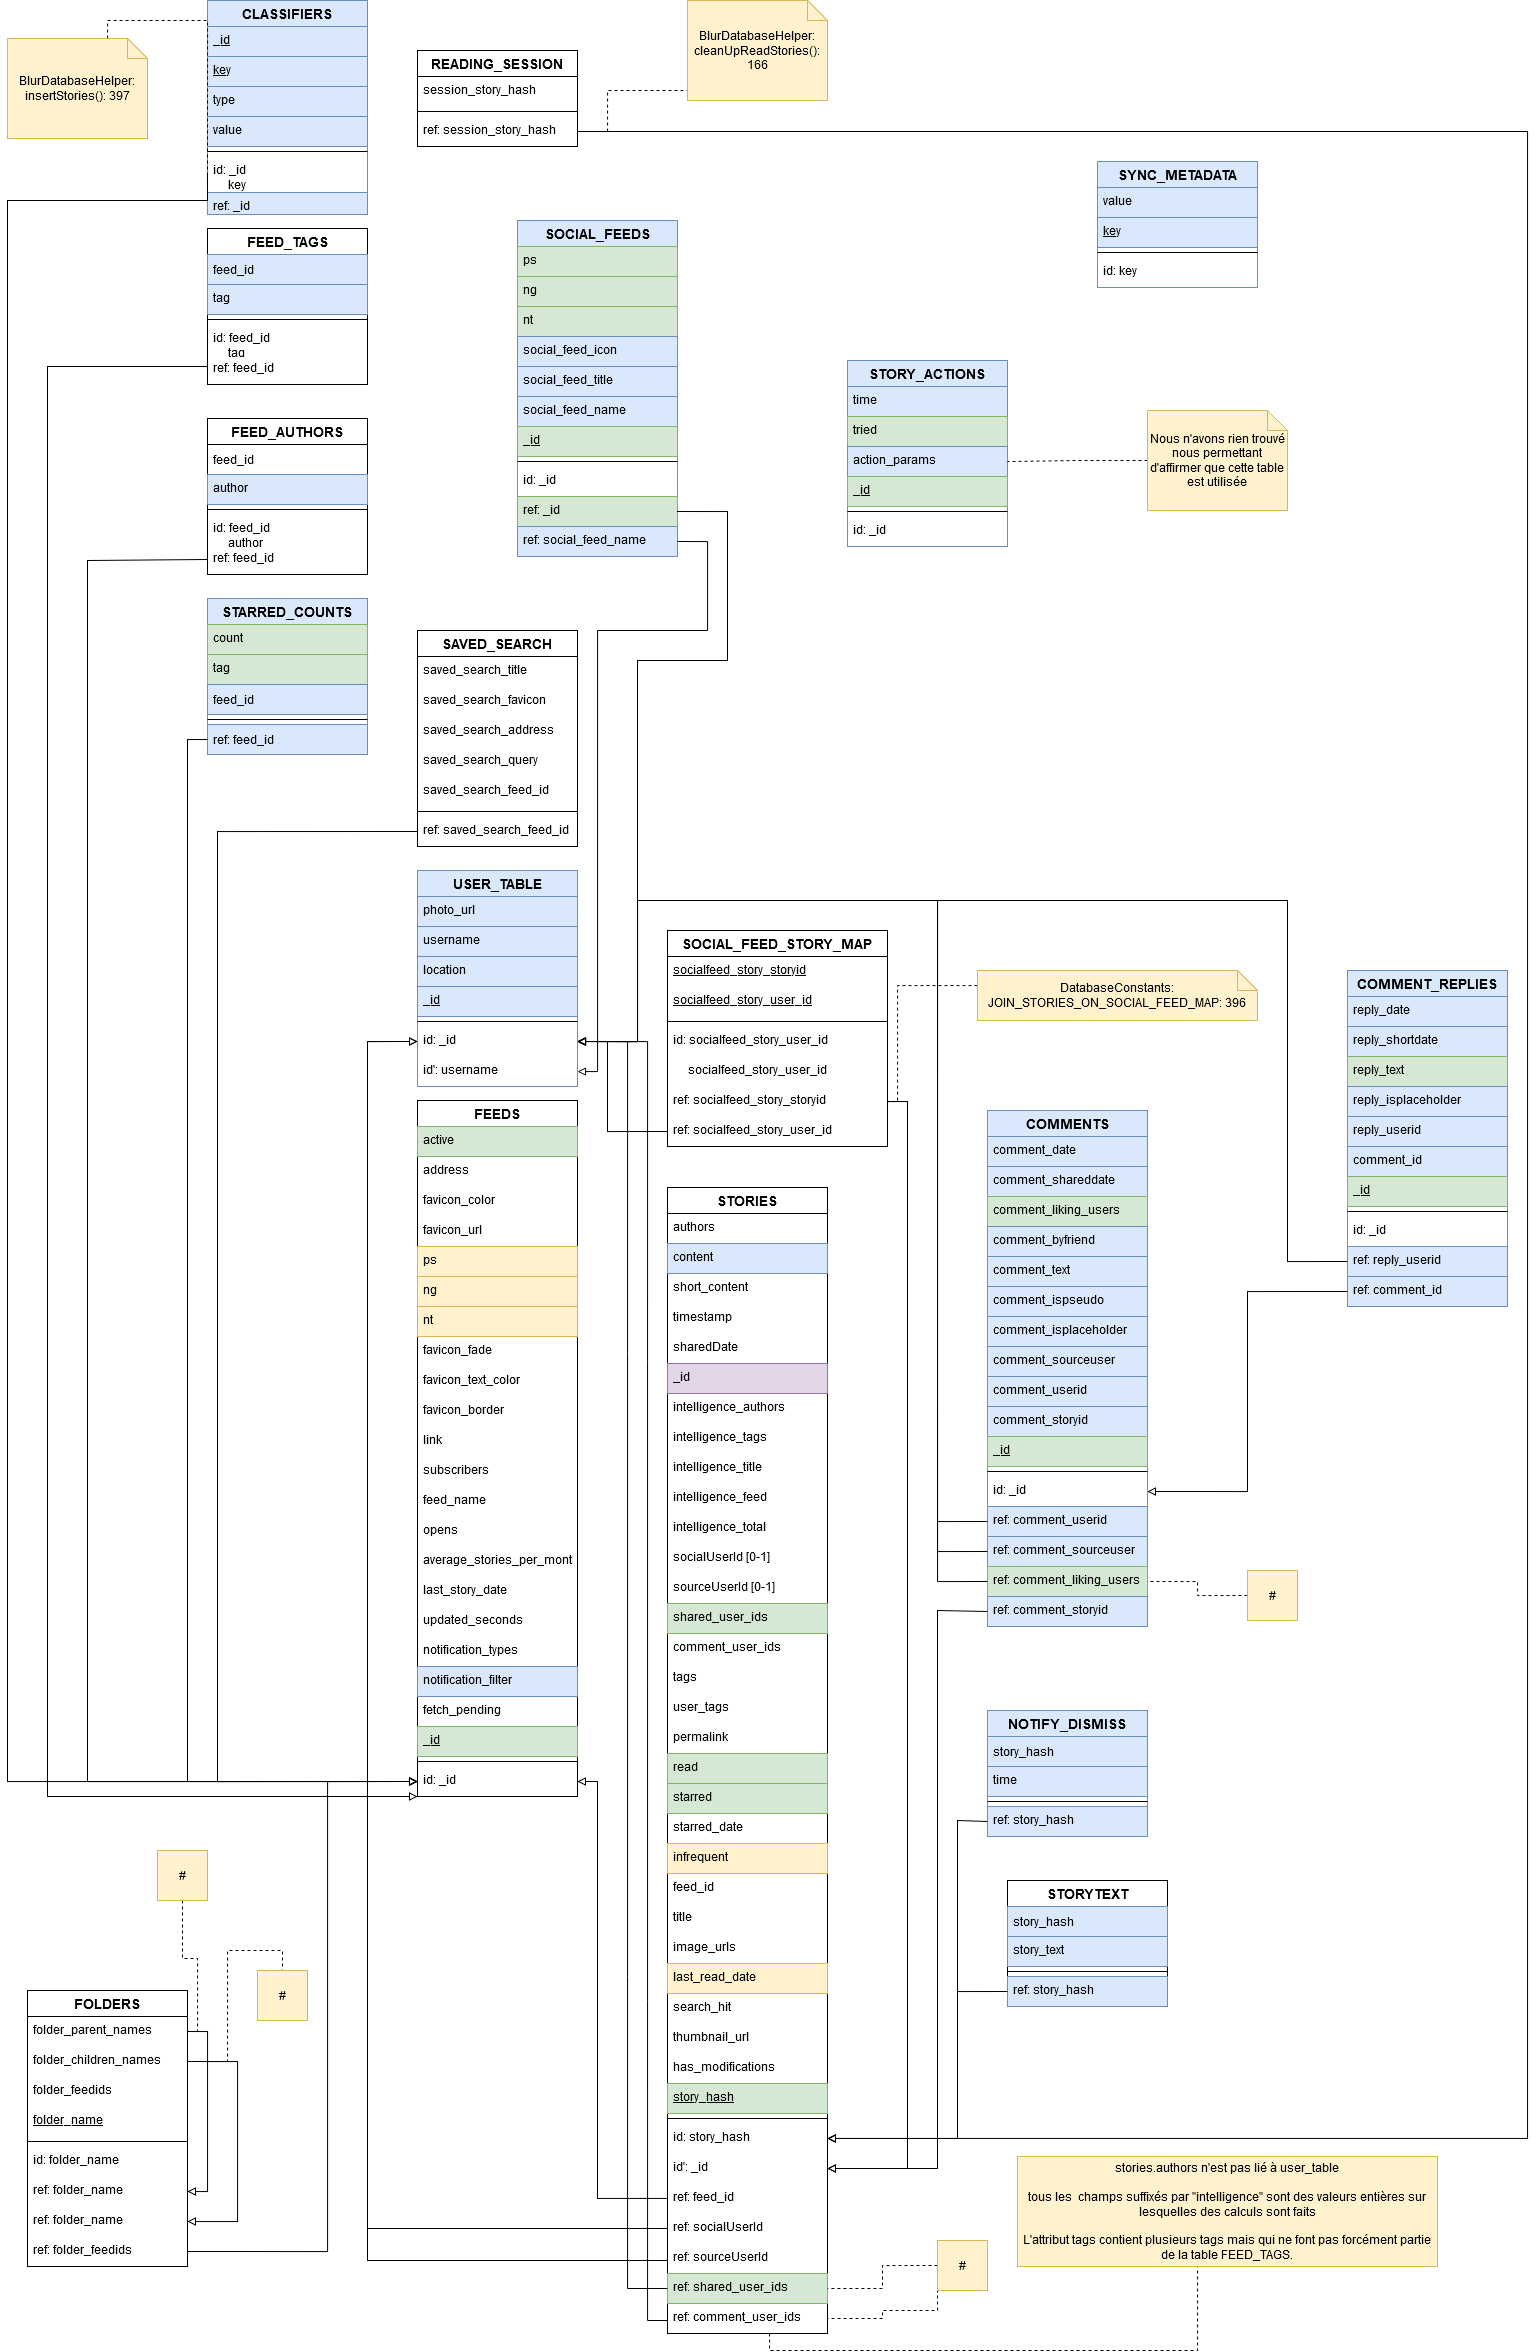 CLASSIFIERS
_id
key
type
value
id: _id
key
ref: _id
BlurDatabaseHelper:
insertStories(): 397
READING_SESSION
session_story_hash
ref: session_story_hash
BlurDatabaseHelper:
cleanUpReadStories():
166
SYNC_METADATA
value
key
id: key
FEED_TAGS
feed_id
tag
id: feed_id
tag
ref: feed_id
SOCIAL_FEEDS
ps
ng
nt
social_feed_icon
social_feed_title
social_feed_name
_id
id: _id
ref: _id
ref: social_feed_name
STORY_ACTIONS
time
tried
action_params
_id
id: _id
Nous n'avons rien trouvé
nous permettant
d'affirmer que cette table
est utilisée
FEED_AUTHORS
feed_id
author
id: feed_id
author
ref: feed_id
STARRED_COUNTS
count
tag
feed_id
ref: feed_id
SAVED_SEARCH
saved_search_title
saved_search_favicon
saved_search_address
saved_search_query
saved_search_feed_id
ref: saved_search_feed_id
USER_TABLE
photo_url
username
location
_id
id: _id
id': username
SOCIAL_FEED_STORY_MAP
socialfeed_story_storyid
socialfeed_story_user_id
id: socialfeed_story_user_id
socialfeed_story_user_id
ref: socialfeed_story_storyid
ref: socialfeed_story_user_id
DatabaseConstants:
JOIN_STORIES_ON_SOCIAL_FEED_MAP: 396
COMMENT_REPLIES
reply_date
reply_shortdate
reply_text
reply_isplaceholder
reply_userid
comment_id
_id
id: _id
ref: reply_userid
ref: comment_id
FEEDS
active
address
favicon_color
favicon_url
ps
ng
nt
favicon_fade
favicon_text_color
favicon_border
link
subscribers
feed_name
opens
average_stories_per_mont
last_story_date
updated_seconds
notification_types
notification_filter
fetch_pending
_id
id: _id
STORIES
authors
content
short_content
timestamp
sharedDate
_id
intelligence_authors
intelligence_tags
intelligence_title
intelligence_feed
intelligence_total
socialUserId [0-1]
sourceUserId [0-1]
shared_user_ids
comment_user_ids
tags
user_tags
permalink
read
starred
starred_date
infrequent
feed_id
title
image_urls
last_read_date
search_hit
thumbnail_url
has_modifications
story_hash
id: story_hash
id': _id
ref: feed_id
ref: socialUserId
ref: sourceUserId
ref: shared_user_ids
ref: comment_user_ids
COMMENTS
comment_date
comment_shareddate
comment_liking_users
comment_byfriend
comment_text
comment_ispseudo
comment_isplaceholder
comment_sourceuser
comment_userid
comment_storyid
_id
id: _id
ref: comment_userid
ref: comment_sourceuser
ref: comment_liking_users
ref: comment_storyid
#
NOTIFY_DISMISS
story_hash
time
ref: story_hash
STORYTEXT
story_hash
story_text
ref: story_hash
#
#
FOLDERS
folder_parent_names
folder_children_names
folder_feedids
folder_name
id: folder_name
ref: folder_name
ref: folder_name
ref: folder_feedids
#
stories.authors n'est pas lié à user_table
tous les champs suffixés par "intelligence" sont des valeurs entières sur
lesquelles des calculs sont faits
L'attribut tags contient plusieurs tags mais qui ne font pas forcément partie
de la table FEED_TAGS.